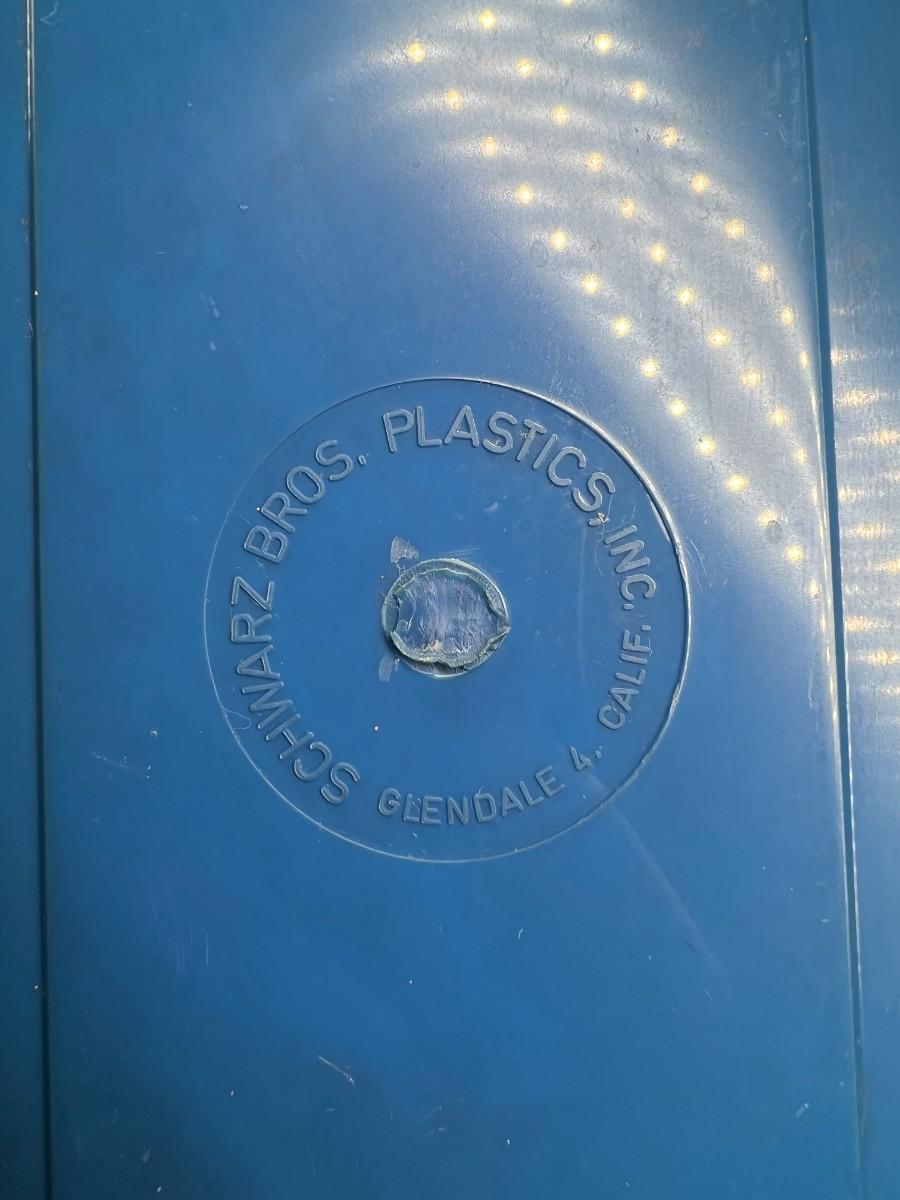 SCHWARZ BROS. PLASTICS, INC.
GLENDALE 4, CALIF.